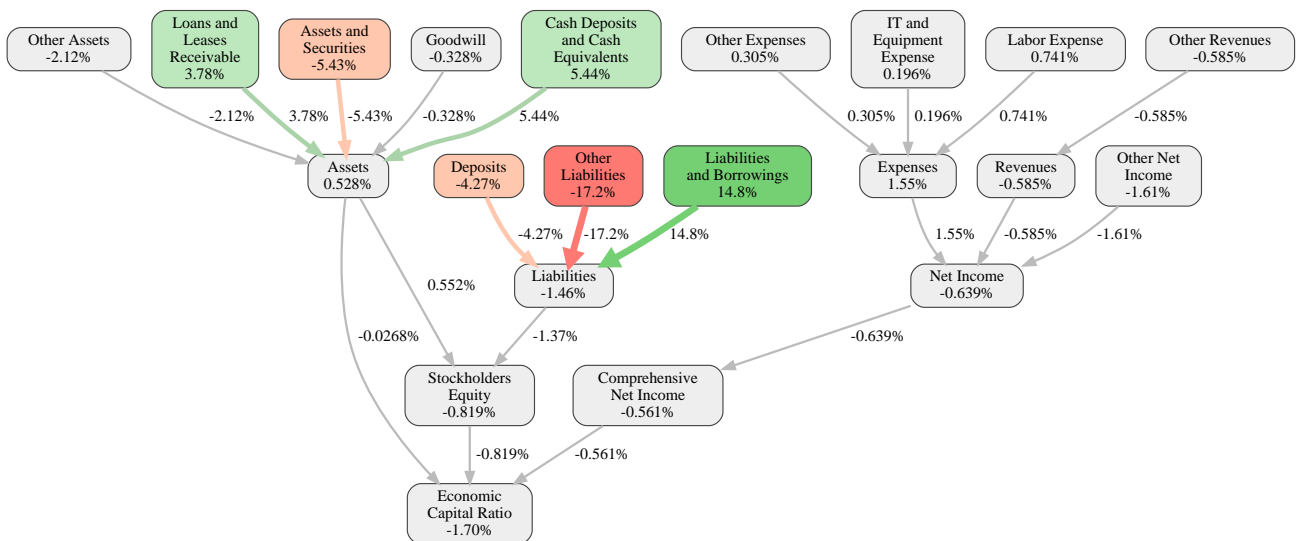 Other Assets
-2.12%
Loans and
Leases
Receivable
3.78%
Assets and
Securities
-5.43%
Goodwill
-0.328%
Cash Deposits
and Cash
Equivalents
5.44%
Other Expenses
0.305%
IT and
Equipment
Expense
0.196%
Labor Expense
0.741%
Other Revenues
-0.585%
-2.12%
3.78%
-5.43%
-0.328%
5.44%
0.305%
0.196%
0.741%
-0.585%
Assets
0.528%
Deposits
-4.27%
Other
Liabilities
-17.2%
Liabilities
and Borrowings
14.8%
Expenses
1.55%
Revenues
-0.585%
Other Net
Income
-1.61%
-4.27%
-17.2%
14.8%
1.55%
-0.585%
-1.61%
Liabilities
-1.46%
Net Income
-0.639%
0.552%
-0.0268%
-1.37%
-0.639%
Stockholders
Equity
-0.819%
Comprehensive
Net Income
-0.561%
-0.819%
-0.561%
Economic
Capital Ratio
-1.70%